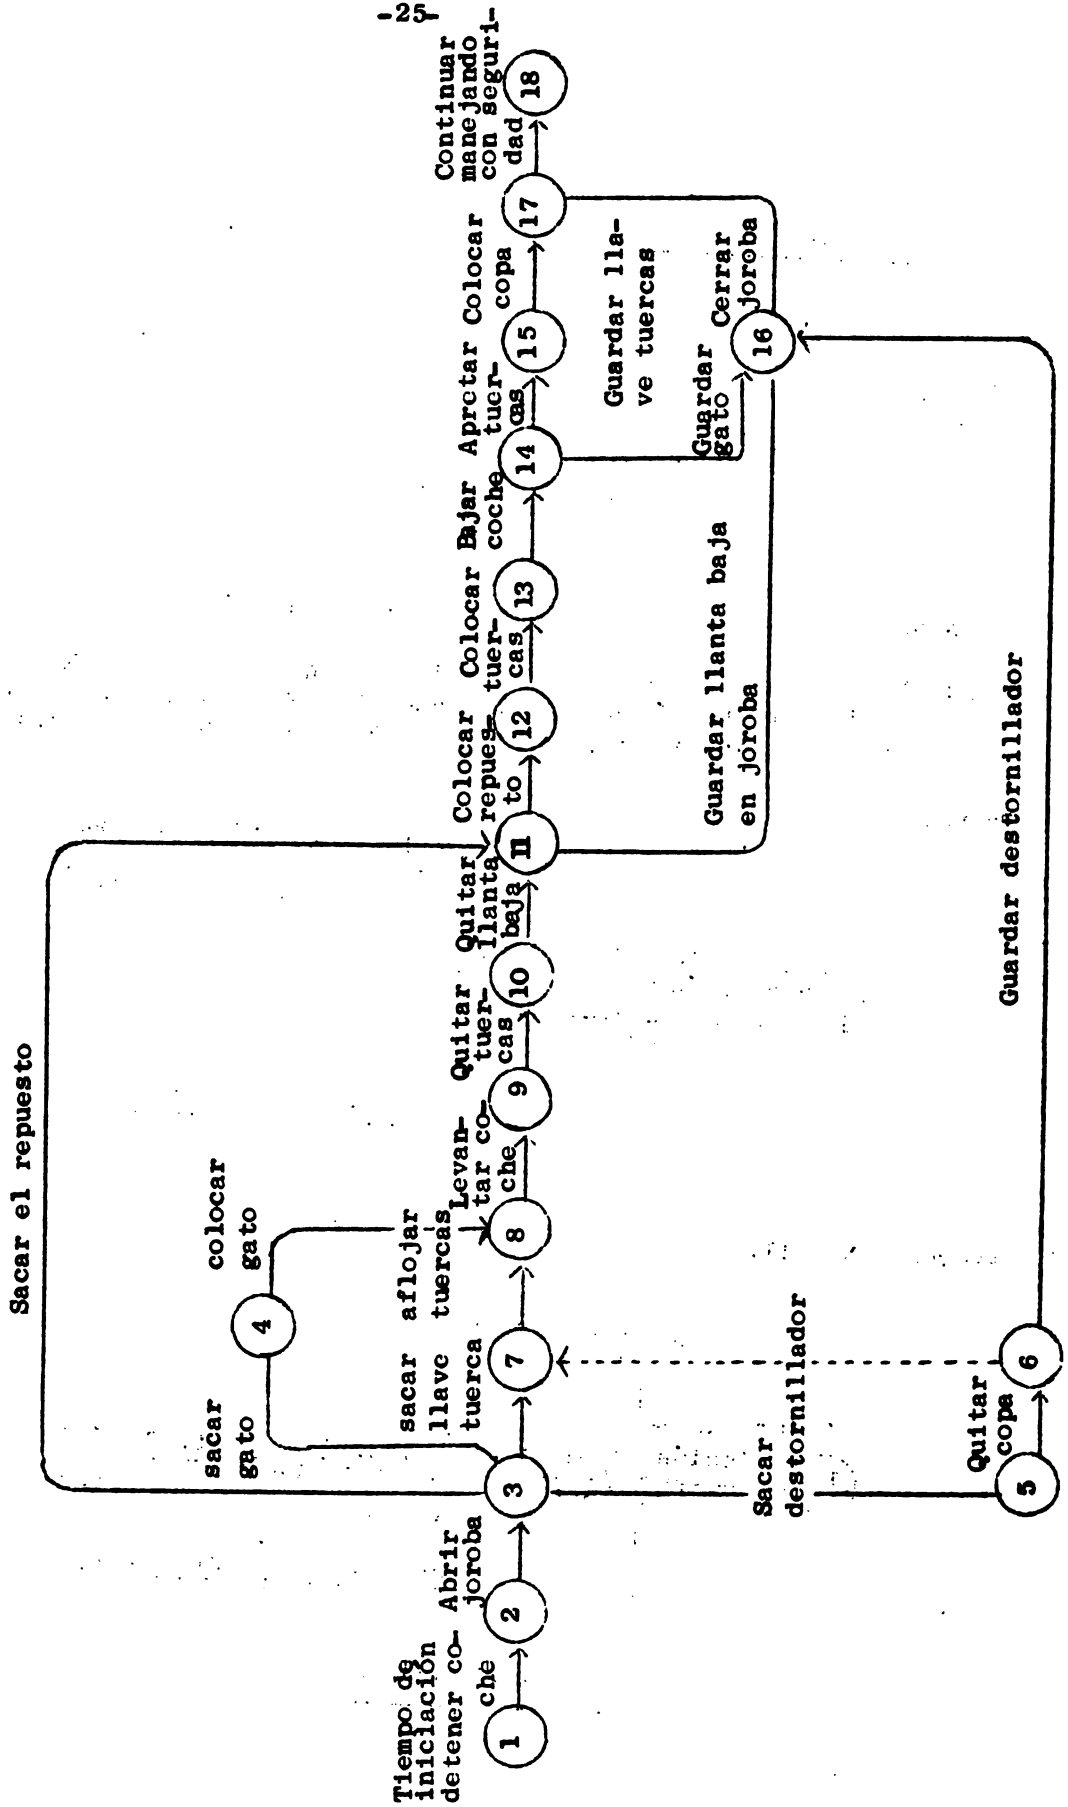 -25-
Sacar el repuesto
sacar
gato
4
colocar
gato
Tiempo de
iniciación
detener co-
che
1
2
Abrir
joroba
3
sacar
llave
tuerca
7
aflojar
tuercas
8
Levan-
tar co-
che
9
Quitar
tuer-
cas
10
Quitar
llanta
baja
11
Colocar
repues-
to
12
Colocar
tuer-
cas
13
Bajar
coche
14
Apretar
tuer-
cas
15
Colocar
copa
17
Continuar
manejando
con seguri-
dad
18
Guardar lla-
ve tuercas
Guardar
gato
16
Cerrar
joroba
Guardar llanta baja
en joroba
Sacar
destornillador
5
Quitar
copa
6
Guardar destornillador